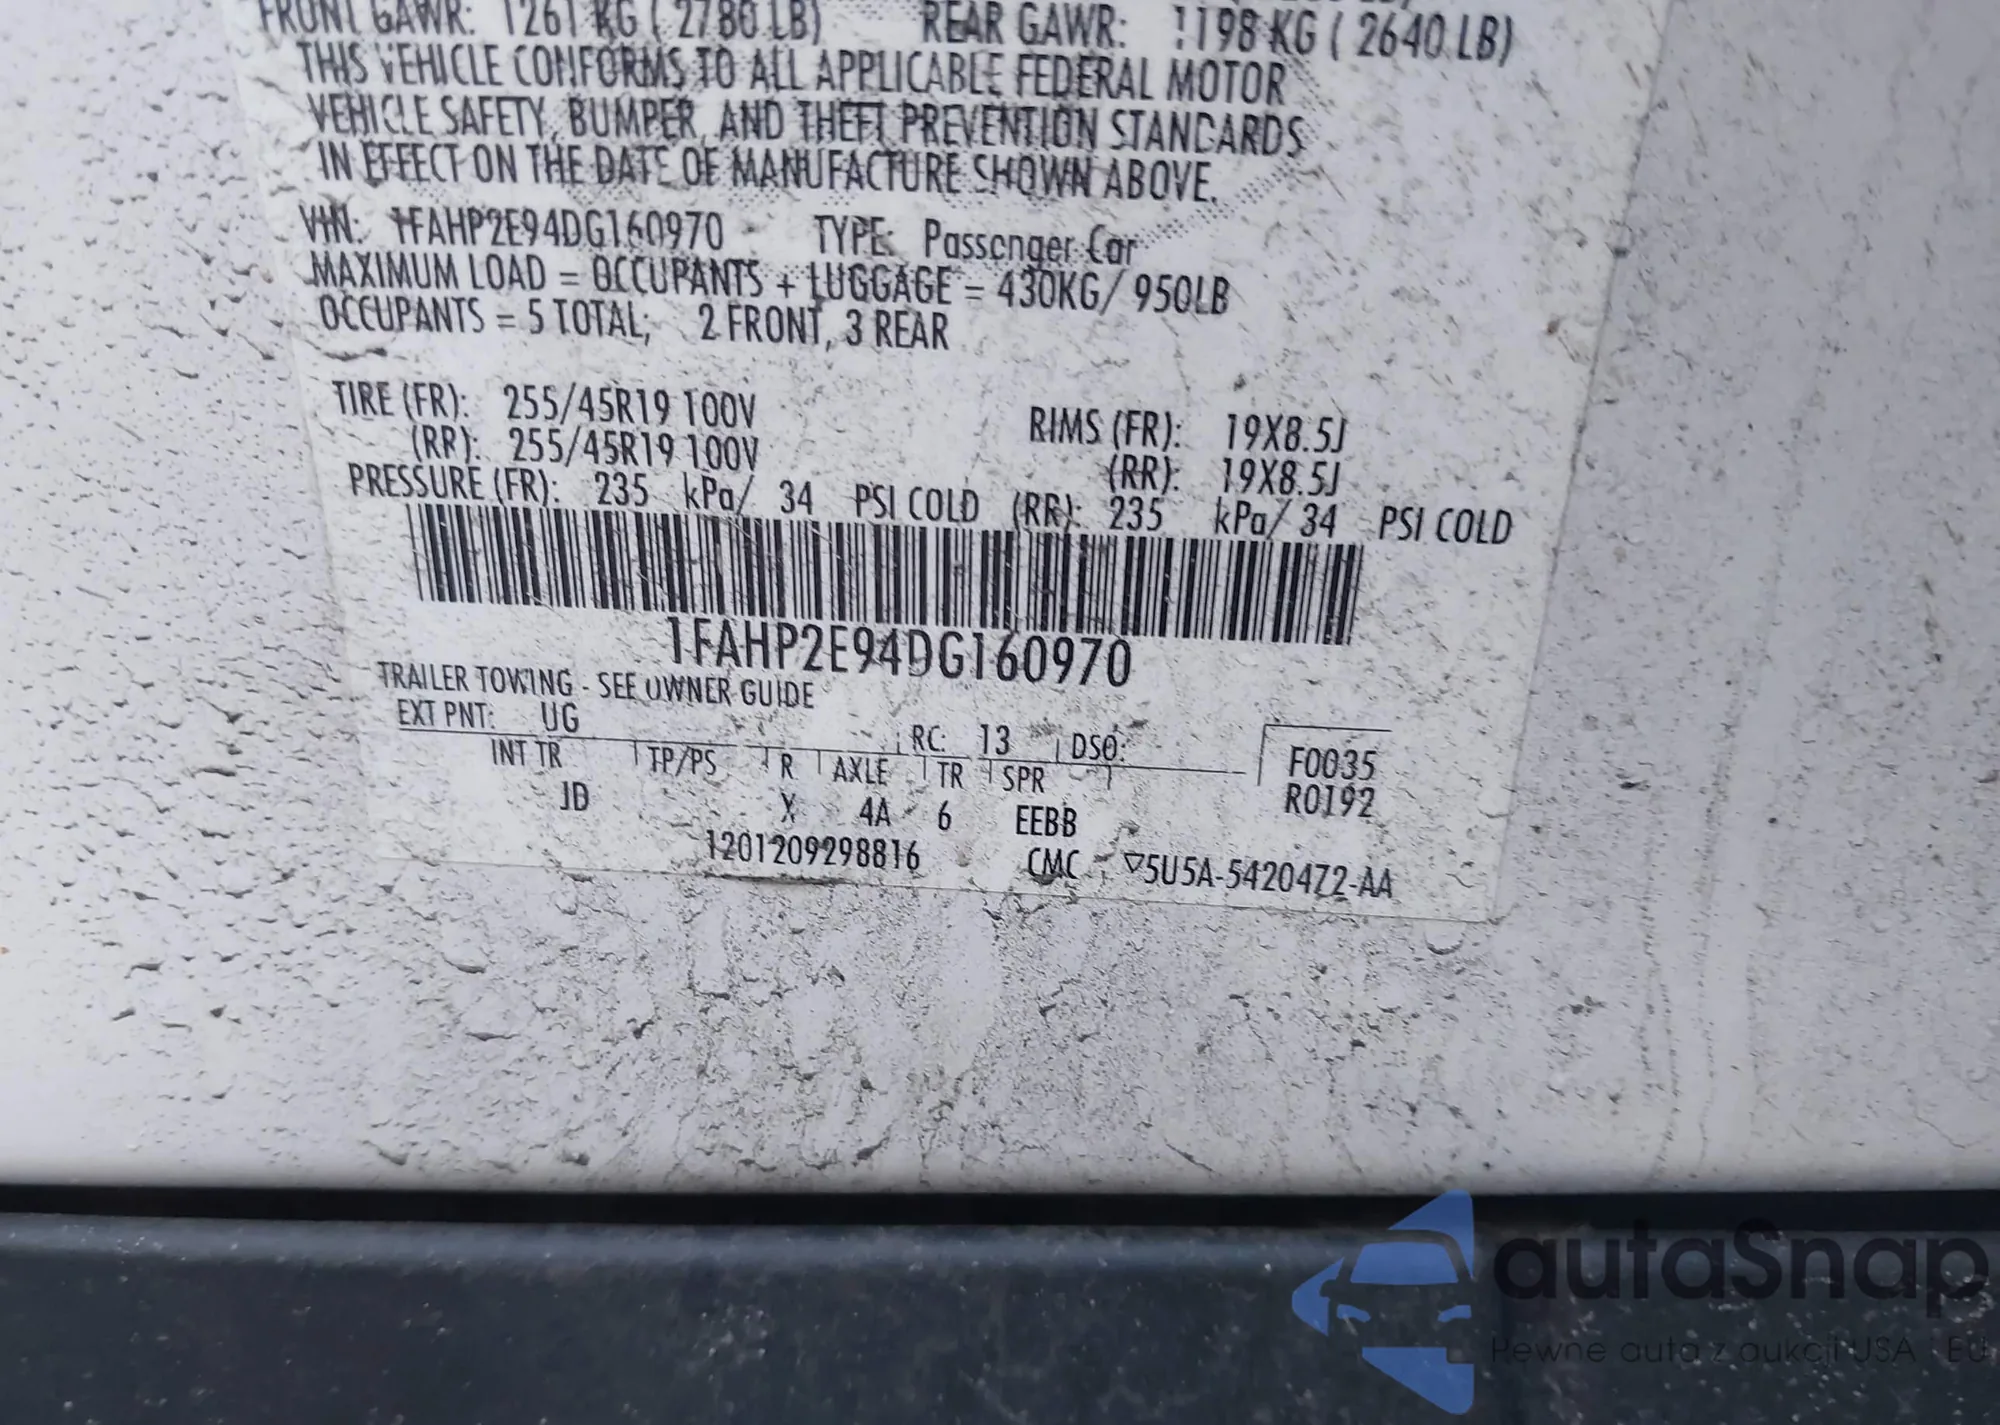 FRONT GAWR: 1261 KG ( 2780 LB) REAR GAWR: 1198 KG ( 2640 LB)
THIS VEHICLE CONFORMS TO ALL APPLICABLE FEDERAL MOTOR
VEHICLE SAFETY, BUMPER, AND THEFT PREVENTION STANDARDS
IN EFFECT ON THE DATE OF MANUFACTURE SHOWN ABOVE.
VIN: 1FAHP2E94DG160970 TYPE: Passenger Car
MAXIMUM LOAD = OCCUPANTS + LUGGAGE = 430KG/ 950LB
OCCUPANTS = 5 TOTAL; 2 FRONT, 3 REAR
TIRE (FR): 255/45R19 100V RIMS (FR): 19X8.5J
(RR): 255/45R19 100V (RR): 19X8.5J
PRESSURE (FR): 235 kPa/ 34 PSI COLD (RR): 235 kPa/ 34 PSI COLD
1FAHP2E94DG160970
TRAILER TOWING - SEE OWNER GUIDE
EXT PNT: UG RC: 13 DSO: F0035
INT TR TP/PS R AXLE TR SPR R0192
JD X 4A 6 EEBB
1201209298816 CMC ▽5U5A-5420472-AA
autaSnap
Pewne auta z aukcji USA i EU